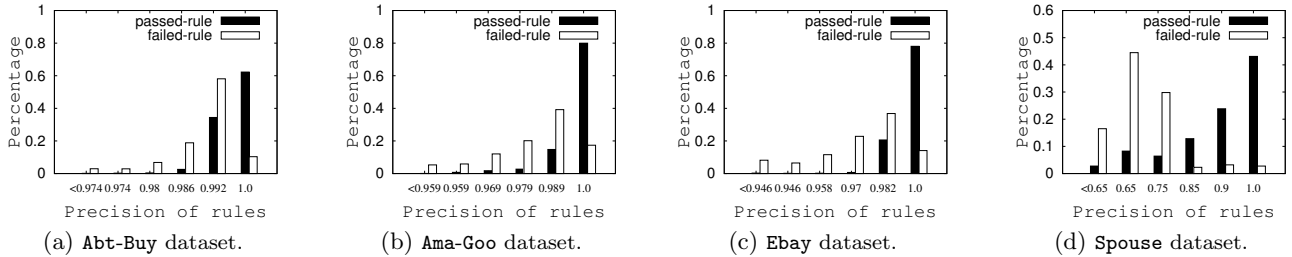 Percentage
1
0.8
0.6
0.4
0.2
0
passed-rule
failed-rule
<0.974 0.974 0.98 0.986 0.992 1.0
Precision of rules
(a) Abt-Buy dataset.
Percentage
1
0.8
0.6
0.4
0.2
0
passed-rule
failed-rule
<0.959 0.959 0.969 0.979 0.989 1.0
Precision of rules
(b) Ama-Goo dataset.
Percentage
1
0.8
0.6
0.4
0.2
0
passed-rule
failed-rule
<0.946 0.946 0.958 0.97 0.982 1.0
Precision of rules
(c) Ebay dataset.
Percentage
0.6
0.5
0.4
0.3
0.2
0.1
0
passed-rule
failed-rule
<0.65 0.65 0.75 0.85 0.9 1.0
Precision of rules
(d) Spouse dataset.